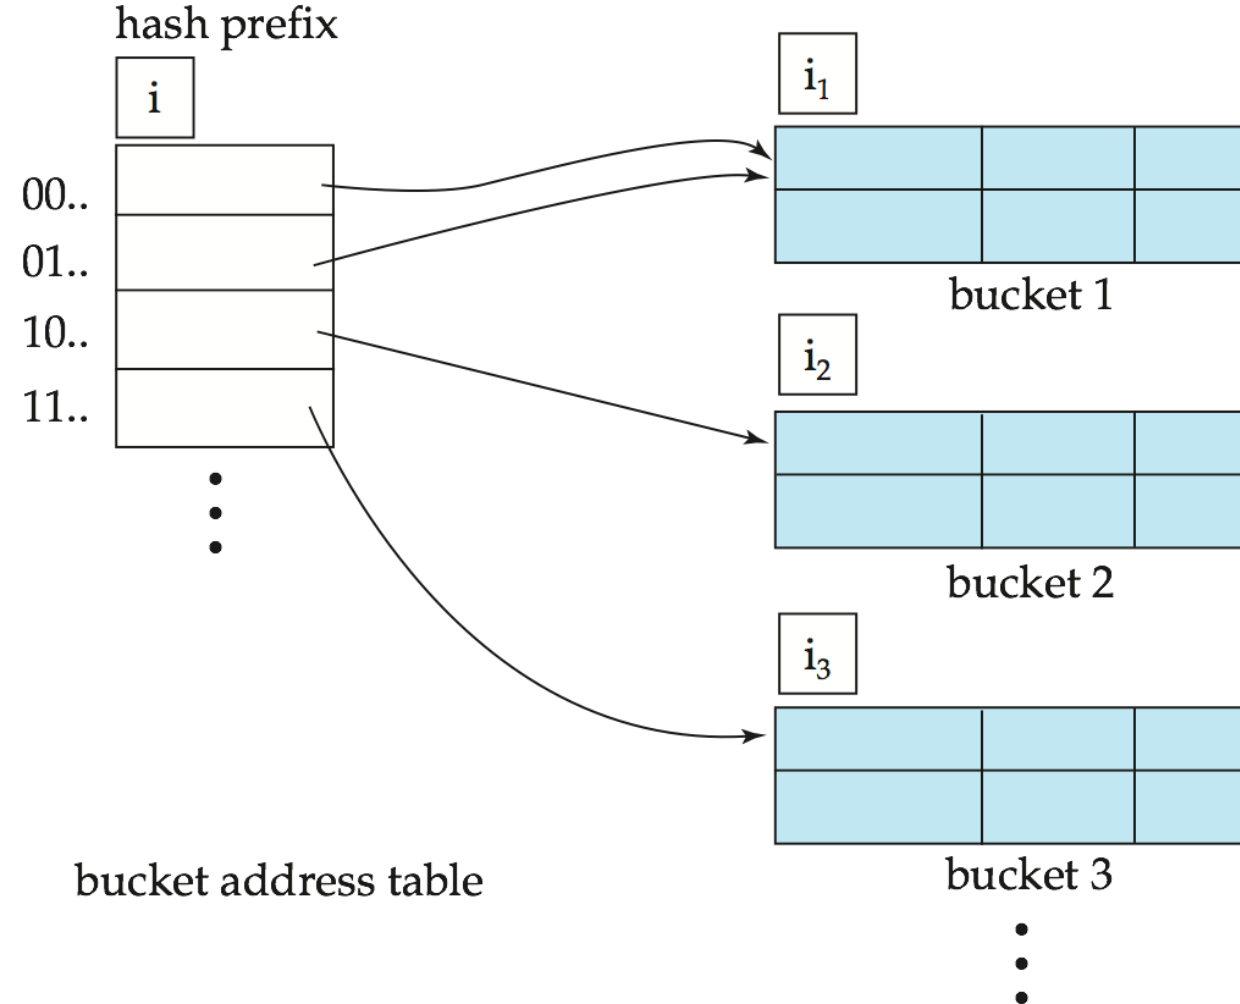 hash prefix
i
00..
01..
10..
11..
bucket address table
i₁
bucket 1
i₂
bucket 2
i₃
bucket 3